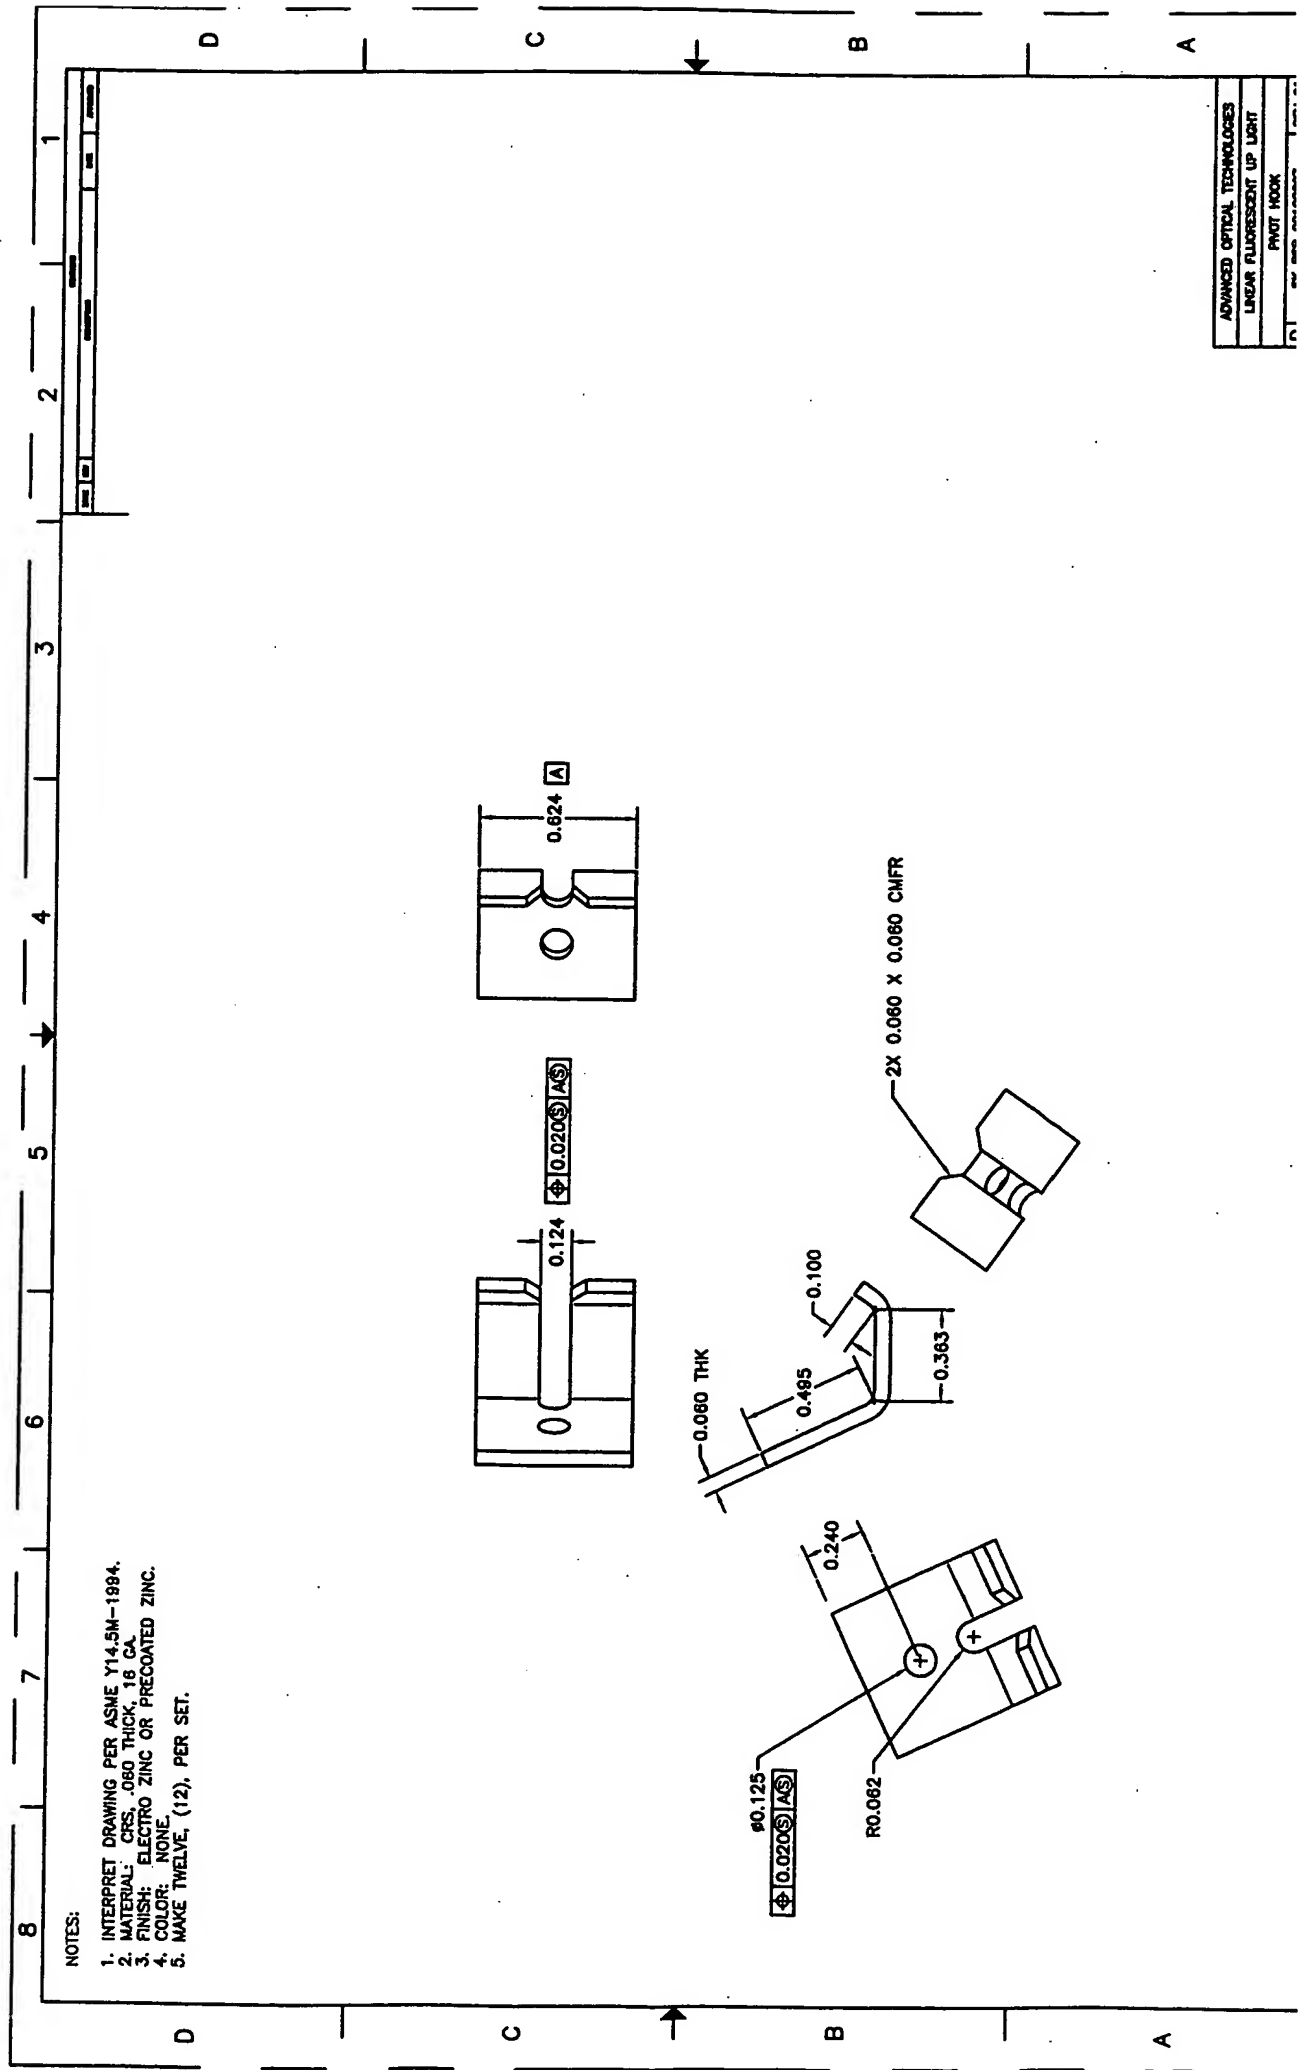 8 7 6 5 4 3 2 1
D
C
B
A
D
C
B
A
NOTES:
1. INTERPRET DRAWING PER ASME Y14.5M-1994.
2. MATERIAL: CRS, .060 THICK, 16 GA.
3. FINISH: ELECTRO ZINC OR PRECOATED ZINC.
4. COLOR: NONE.
5. MAKE TWELVE, (12), PER SET.
0.124
⌖ 0.020Ⓢ AⓈ
0.624 A
0.060 THK
0.495
0.100
0.363
2X 0.060 X 0.060 CMFR
0.240
ø0.125
⌖ 0.020Ⓢ AⓈ
R0.062
ADVANCED OPTICAL TECHNOLOGIES
LINEAR FLUORESCENT UP LIGHT
PIVOT HOOK